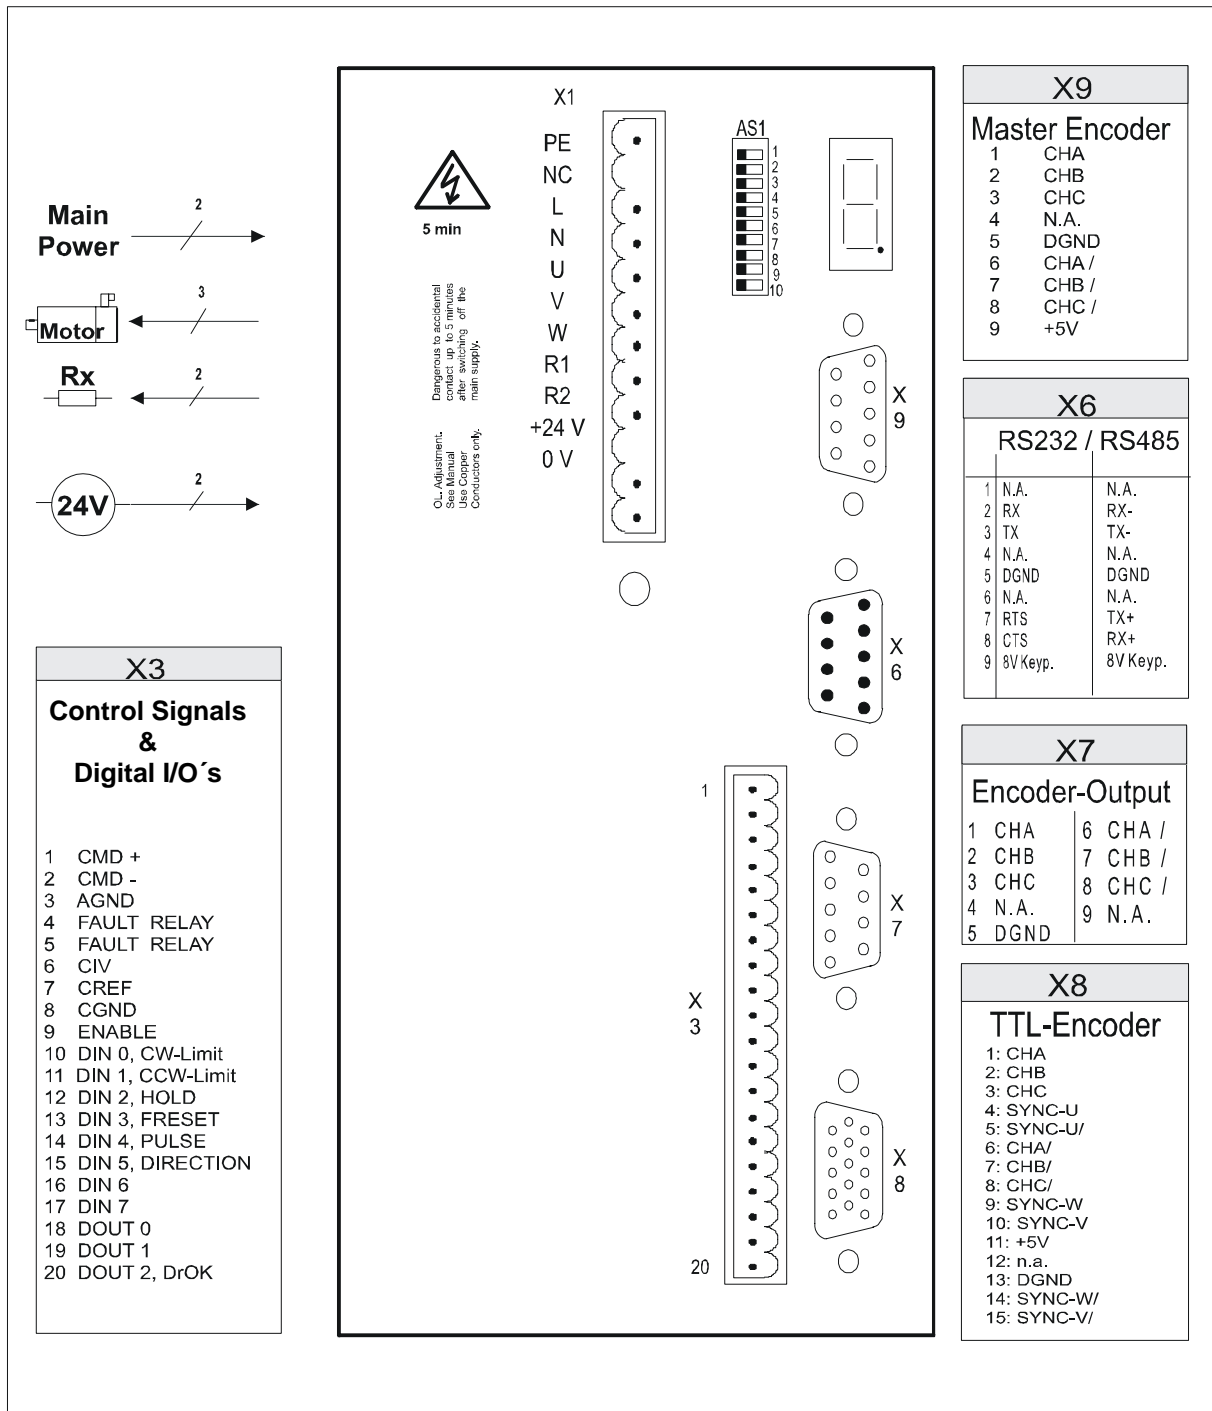 X1
PE
NC
L
N
U
V
W
R1
R2
+24 V
0 V
5 min
Dangerous to accidental
contact up to 5 minutes
after switching off the
main supply.
OL. Adjustment.
See Manual
Use Copper
Conductors only.
AS1
1
2
3
4
5
6
7
8
9
10
X
9
X
6
X
7
X
8
1
X
3
20
Main
Power
2
Motor
3
Rx
2
24V
2
X3
Control Signals
&
Digital I/O´s
1 CMD +
2 CMD -
3 AGND
4 FAULT RELAY
5 FAULT RELAY
6 CIV
7 CREF
8 CGND
9 ENABLE
10 DIN 0, CW-Limit
11 DIN 1, CCW-Limit
12 DIN 2, HOLD
13 DIN 3, FRESET
14 DIN 4, PULSE
15 DIN 5, DIRECTION
16 DIN 6
17 DIN 7
18 DOUT 0
19 DOUT 1
20 DOUT 2, DrOK
X9
Master Encoder
1 CHA
2 CHB
3 CHC
4 N.A.
5 DGND
6 CHA /
7 CHB /
8 CHC /
9 +5V
X6
RS232 / RS485
1 N.A. N.A.
2 RX RX-
3 TX TX-
4 N.A. N.A.
5 DGND DGND
6 N.A. N.A.
7 RTS TX+
8 CTS RX+
9 8V Keyp. 8V Keyp.
X7
Encoder-Output
1 CHA 6 CHA /
2 CHB 7 CHB /
3 CHC 8 CHC /
4 N.A. 9 N.A.
5 DGND
X8
TTL-Encoder
1: CHA
2: CHB
3: CHC
4: SYNC-U
5: SYNC-U/
6: CHA/
7: CHB/
8: CHC/
9: SYNC-W
10: SYNC-V
11: +5V
12: n.a.
13: DGND
14: SYNC-W/
15: SYNC-V/